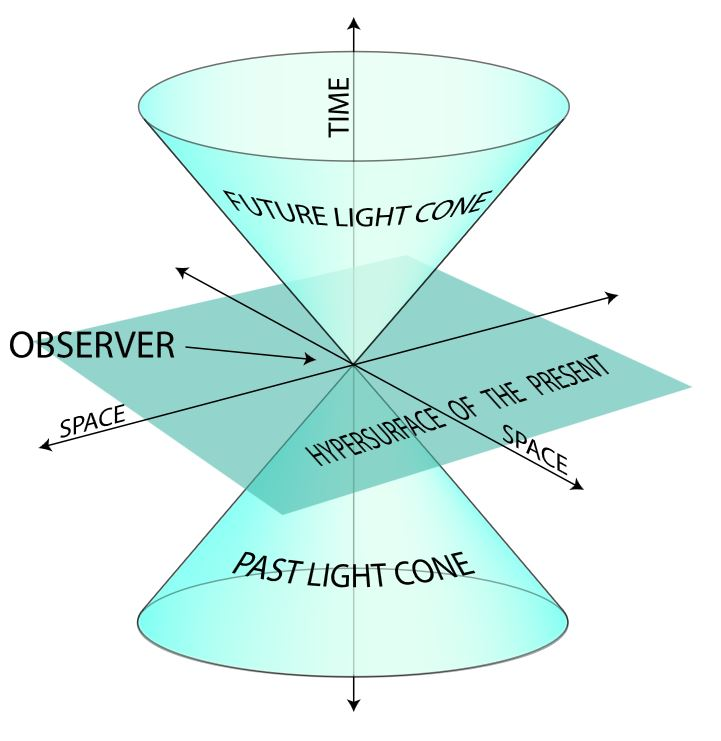 TIME
FUTURE LIGHT CONE
OBSERVER
SPACE
HYPERSURFACE OF THE PRESENT
SPACE
PAST LIGHT CONE